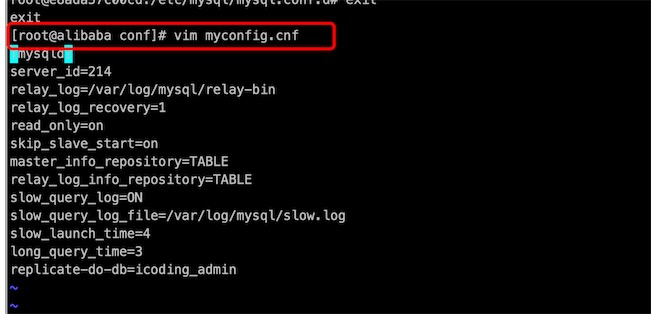 root@e8ada37c00cd:/etc/mysql/mysql.conf.d# exit
exit
[root@alibaba conf]# vim myconfig.cnf
[mysqld]
server_id=214
relay_log=/var/log/mysql/relay-bin
relay_log_recovery=1
read_only=on
skip_slave_start=on
master_info_repository=TABLE
relay_log_info_repository=TABLE
slow_query_log=ON
slow_query_log_file=/var/log/mysql/slow.log
slow_launch_time=4
long_query_time=3
replicate-do-db=icoding_admin
~
~